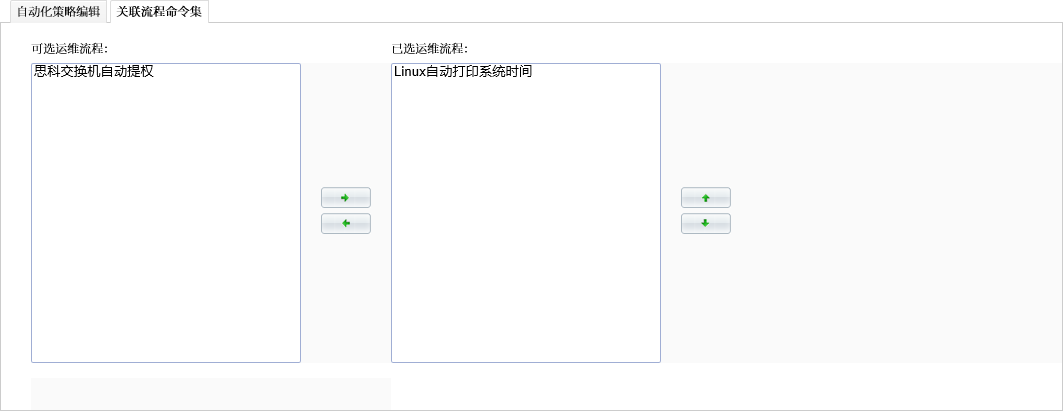 自动化策略编辑
关联流程命令集
可选运维流程：
已选运维流程：
思科交换机自动提权
Linux自动打印系统时间